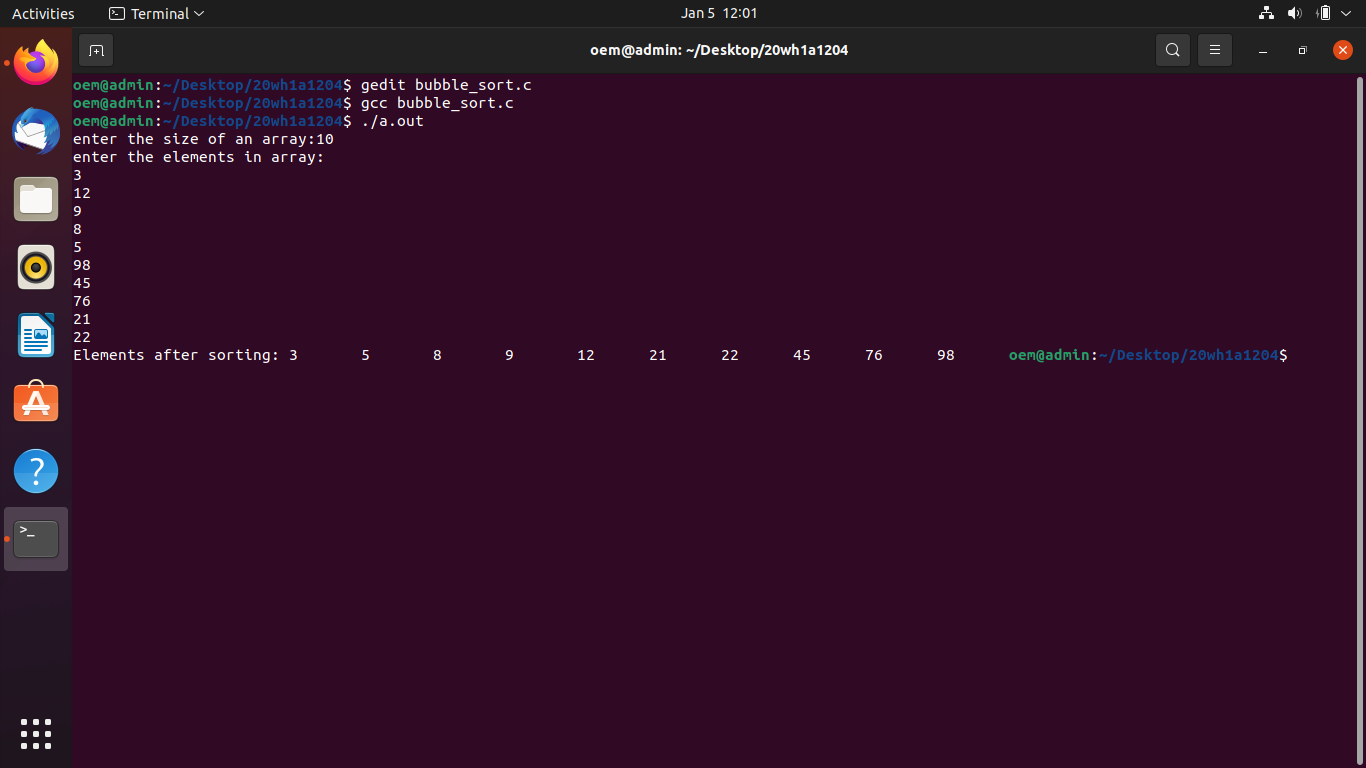 Activities Terminal Jan 5 12:01
oem@admin: ~/Desktop/20wh1a1204
oem@admin:~/Desktop/20wh1a1204$ gedit bubble_sort.c
oem@admin:~/Desktop/20wh1a1204$ gcc bubble_sort.c
oem@admin:~/Desktop/20wh1a1204$ ./a.out
enter the size of an array:10
enter the elements in array:
3
12
9
8
5
98
45
76
21
22
Elements after sorting: 3 5 8 9 12 21 22 45 76 98 oem@admin:~/Desktop/20wh1a1204$